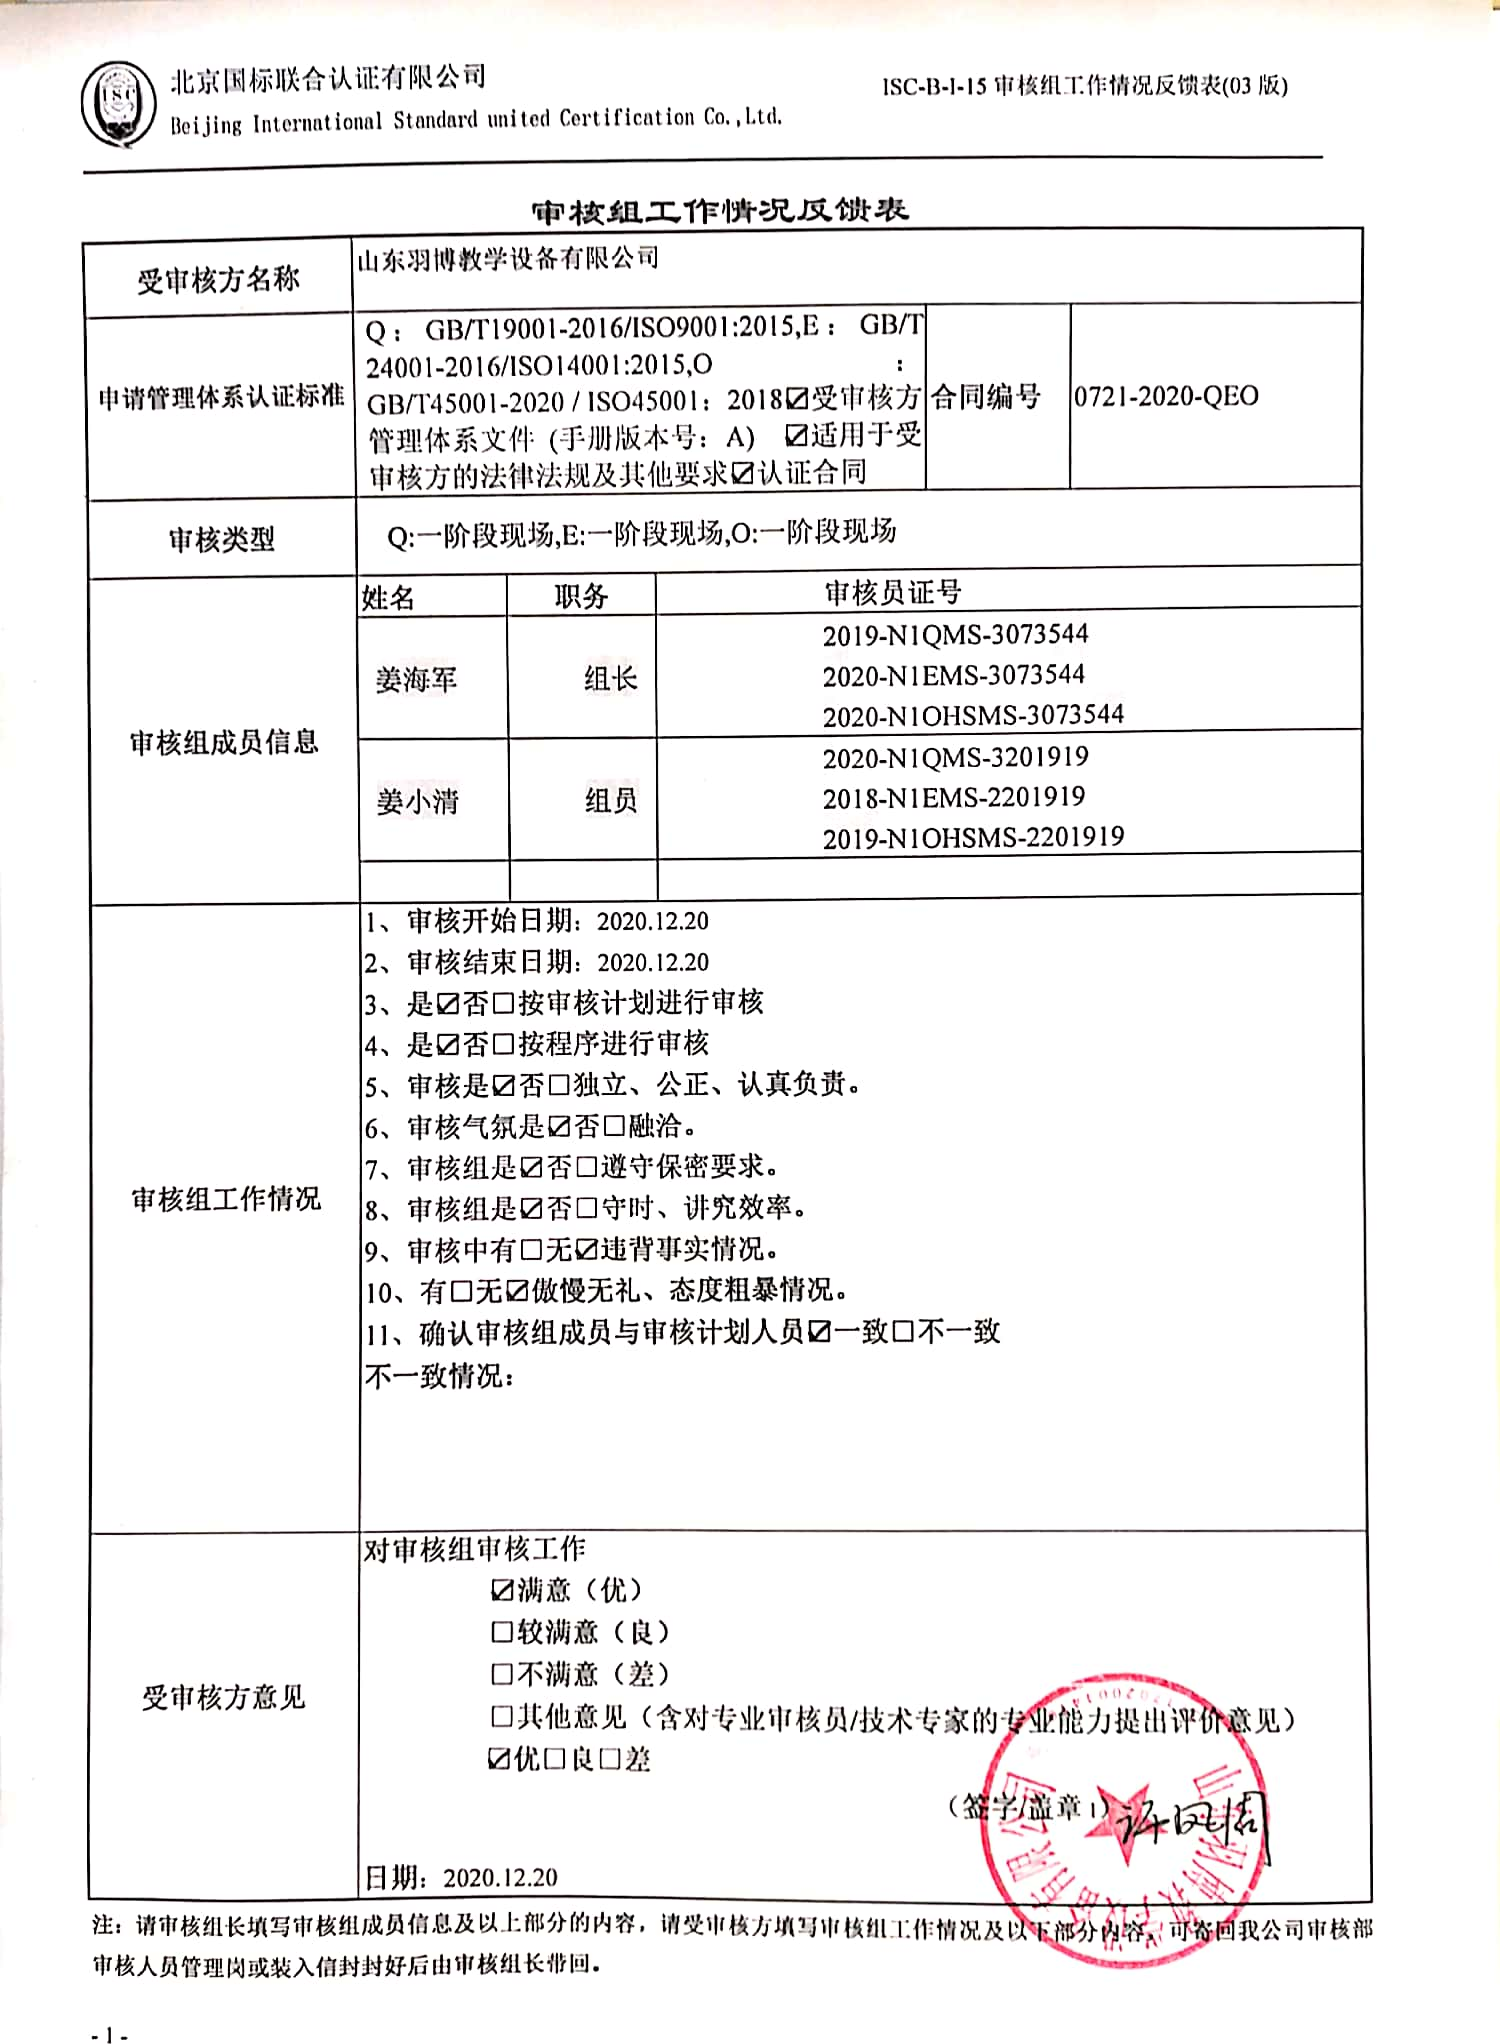 ISC
北京国标联合认证有限公司
ISC-B-I-15 审核组工作情况反馈表(03 版)
Beijing International Standard united Certification Co.,Ltd.
审核组工作情况反馈表
受审核方名称
山东羽博教学设备有限公司
申请管理体系认证标准
Q： GB/T19001-2016/ISO9001:2015,E： GB/T
24001-2016/ISO14001:2015,O ：
GB/T45001-2020 / ISO45001：2018☑受审核方
管理体系文件 (手册版本号：A) ☑适用于受
审核方的法律法规及其他要求☑认证合同
合同编号
0721-2020-QEO
审核类型
Q:一阶段现场,E:一阶段现场,O:一阶段现场
审核组成员信息
姓名 职务 审核员证号
姜海军 组长
2019-N1QMS-3073544
2020-N1EMS-3073544
2020-N1OHSMS-3073544
姜小清 组员
2020-N1QMS-3201919
2018-N1EMS-2201919
2019-N1OHSMS-2201919
审核组工作情况
1、审核开始日期：2020.12.20
2、审核结束日期：2020.12.20
3、是☑否□按审核计划进行审核
4、是☑否□按程序进行审核
5、审核是☑否□独立、公正、认真负责。
6、审核气氛是☑否□融洽。
7、审核组是☑否□遵守保密要求。
8、审核组是☑否□守时、讲究效率。
9、审核中有□无☑违背事实情况。
10、有□无☑傲慢无礼、态度粗暴情况。
11、确认审核组成员与审核计划人员☑一致□不一致
不一致情况：
受审核方意见
对审核组审核工作
☑满意（优）
□较满意（良）
□不满意（差）
□其他意见（含对专业审核员/技术专家的专业能力提出评价意见）
☑优□良□差
（签字/盖章）
山东羽博教学设备有限公司
日期：2020.12.20
注：请审核组长填写审核组成员信息及以上部分的内容，请受审核方填写审核组工作情况及以下部分内容，可寄回我公司审核部
审核人员管理岗或装入信封封好后由审核组长带回。
- 1 -